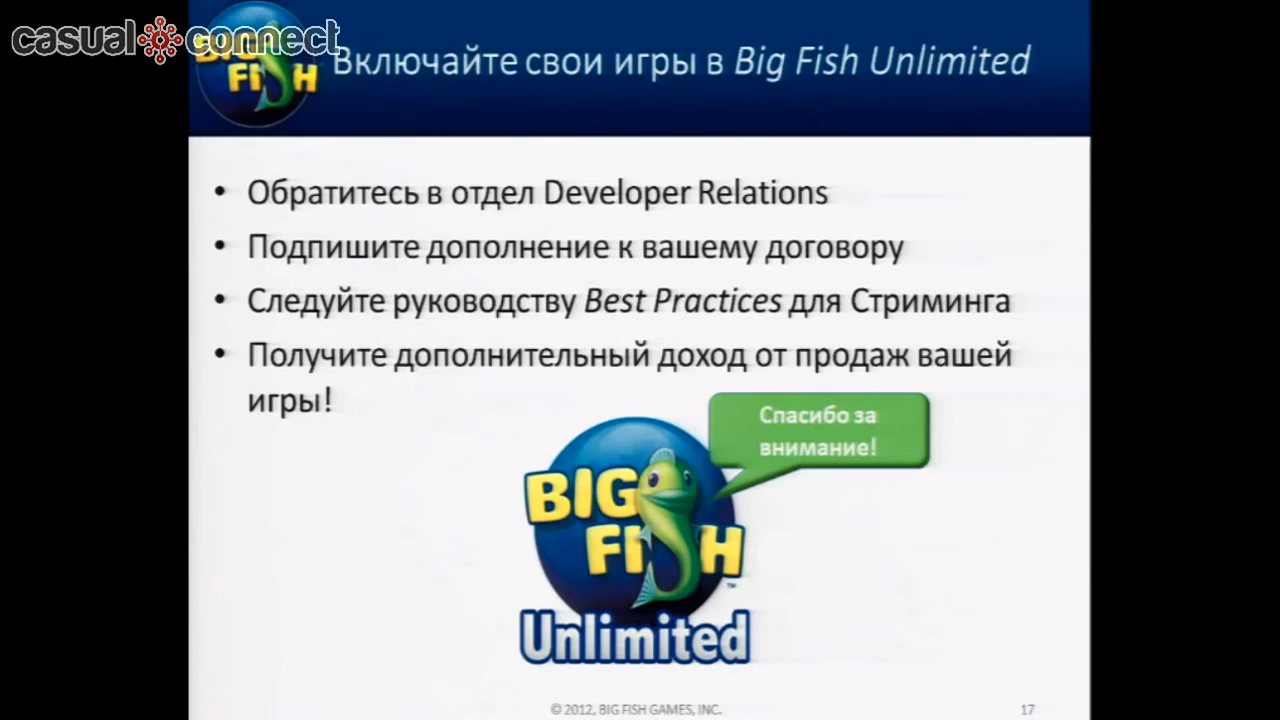 casual connect
BIG
FISH
Включайте свои игры в Big Fish Unlimited
• Обратитесь в отдел Developer Relations
• Подпишите дополнение к вашему договору
• Следуйте руководству Best Practices для Стриминга
• Получите дополнительный доход от продаж вашей
игры!
Спасибо за
внимание!
BIG
FISH
™
Unlimited
© 2012, BIG FISH GAMES, INC.
17